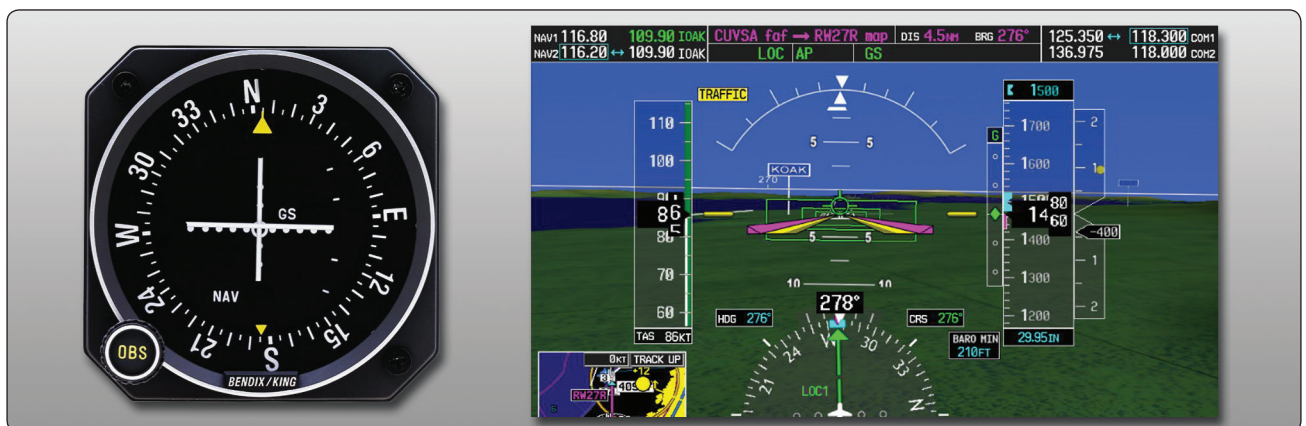 N
3
6
E
12
15
S
21
24
W
30
33
GS
NAV
OBS
BENDIX/KING
NAV1 116.80 109.90 IOAK CUVSA faf → RW27R map DIS 4.5NM BRG 276° 125.350 ↔ 118.300 COM1
NAV2 116.20 ↔ 109.90 IOAK LOC AP GS 136.975 118.000 COM2
TRAFFIC
1500
110
100
86
80
70
60
TAS 86KT
5 5
KOAK
270
5 5
10 10
G
1700
1600
1400
1300
1200
2
1
-400
1
2
278°
HDG 276°
CRS 276°
BARO MIN
210FT
29.95IN
21
24
W
30
33
N
LOC1
0KT TRACK UP
+12
RW27R